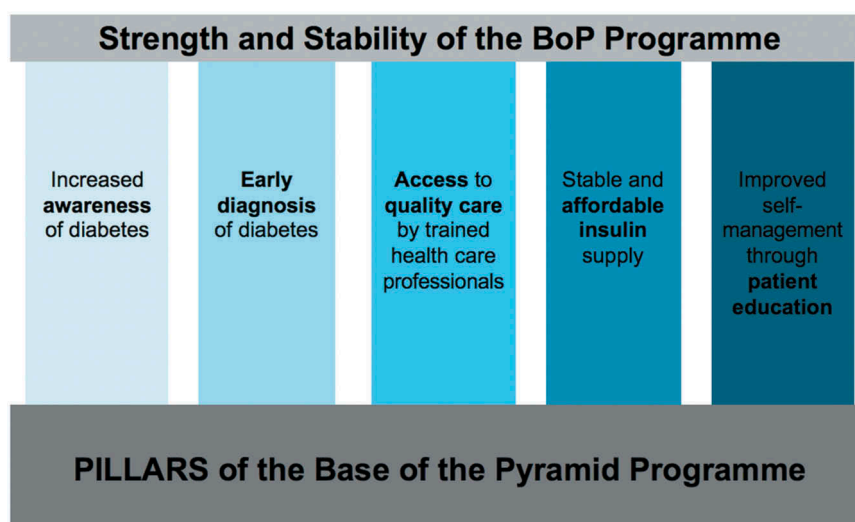 Strength and Stability of the BoP Programme
Increased
awareness
of diabetes
Early
diagnosis
of diabetes
Access to
quality care
by trained
health care
professionals
Stable and
affordable
insulin
supply
Improved
self-
management
through
patient
education
PILLARS of the Base of the Pyramid Programme